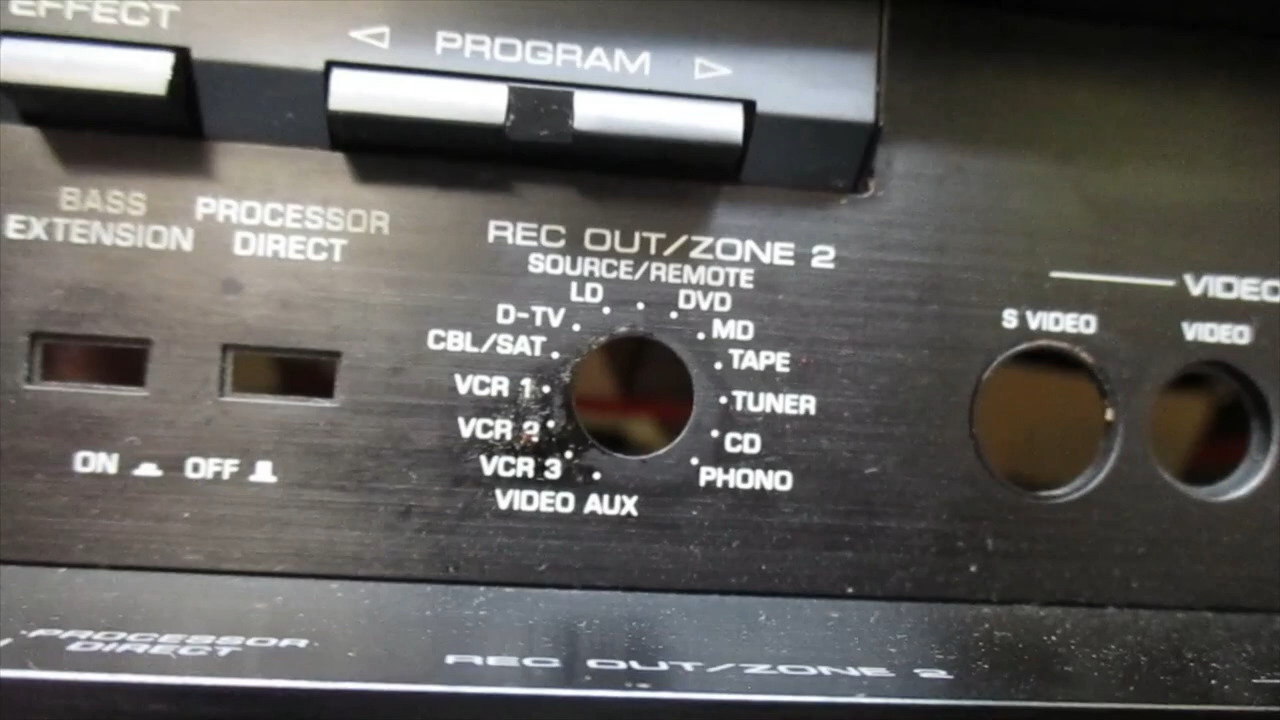 EFFECT
◁ PROGRAM ▷
BASS
EXTENSION
PROCESSOR
DIRECT
REC OUT/ZONE 2
SOURCE/REMOTE
LD
DVD
D-TV
MD
CBL/SAT
TAPE
VCR 1
TUNER
VCR 2
CD
VCR 3
PHONO
VIDEO AUX
VIDEO
S VIDEO
VIDEO
ON
OFF
PROCESSOR
DIRECT
REC OUT/ZONE 2